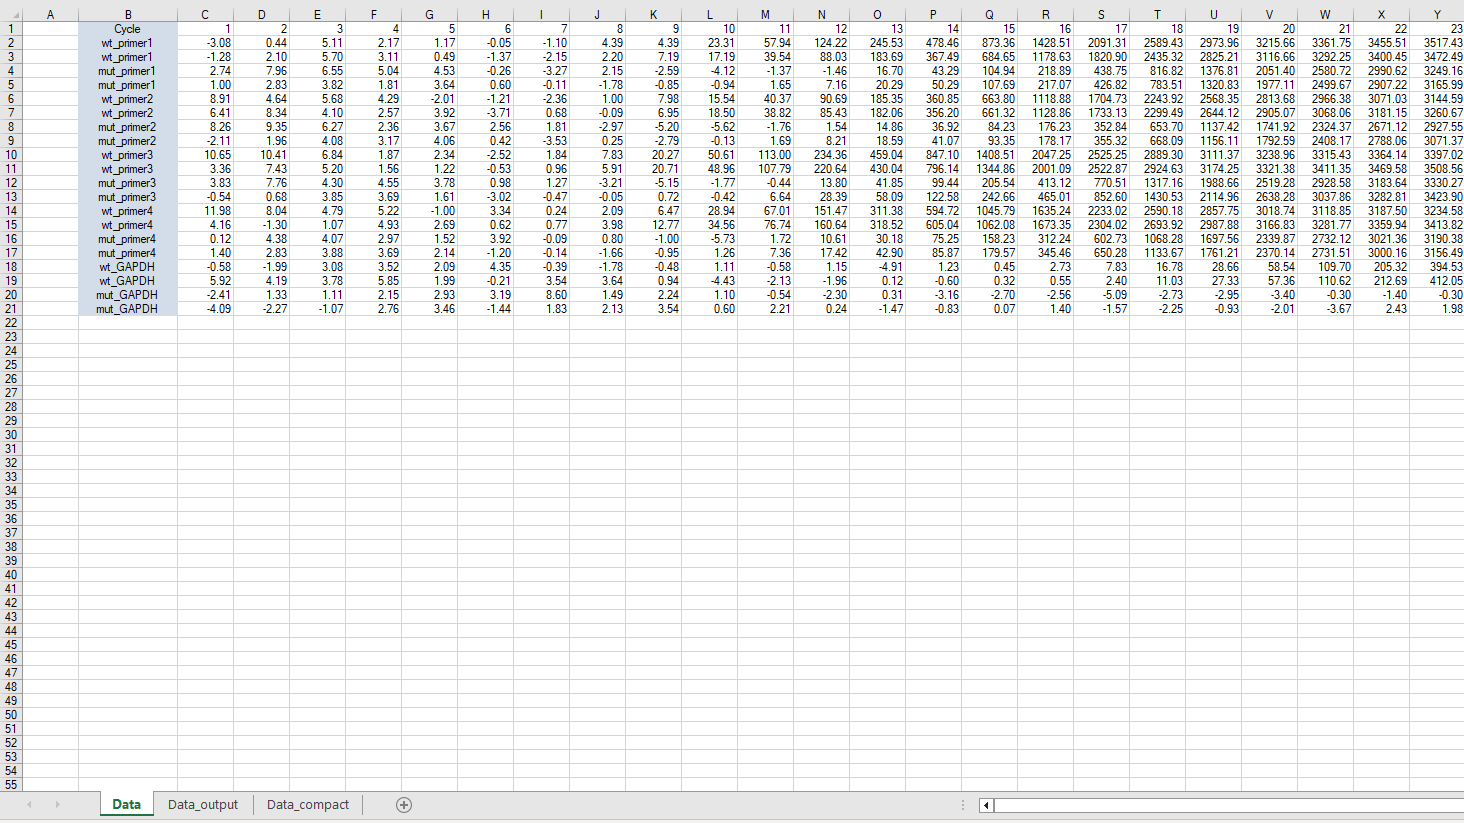 A B C D E F G H I J K L M N O P Q R S T U V W X Y
1 Cycle 1 2 3 4 5 6 7 8 9 10 11 12 13 14 15 16 17 18 19 20 21 22 23
2 wt_primer1 -3.08 0.44 5.11 2.17 1.17 -0.05 -1.10 4.39 4.39 23.31 57.94 124.22 245.53 478.46 873.36 1428.51 2091.31 2589.43 2973.96 3215.66 3361.75 3455.51 3517.43
3 wt_primer1 -1.28 2.10 5.70 3.11 0.49 -1.37 -2.15 2.20 7.19 17.19 39.54 88.03 183.69 367.49 684.65 1178.63 1820.90 2435.32 2825.21 3116.66 3292.25 3400.45 3472.49
4 mut_primer1 2.74 7.96 6.55 5.04 4.53 -0.26 -3.27 2.15 -2.59 -4.12 -1.37 -1.46 16.70 43.29 104.94 218.89 438.75 816.82 1376.81 2051.40 2580.72 2990.62 3249.16
5 mut_primer1 1.00 2.83 3.82 1.81 3.64 0.60 -0.11 -1.78 -0.85 -0.94 1.65 7.16 20.29 50.29 107.69 217.07 426.82 783.51 1320.83 1977.11 2499.67 2907.22 3165.99
6 wt_primer2 8.91 4.64 5.68 4.29 -2.01 -1.21 -2.36 1.00 7.98 15.54 40.37 90.69 185.35 360.85 663.80 1118.88 1704.73 2243.92 2568.35 2813.68 2966.38 3071.03 3144.59
7 wt_primer2 6.41 8.34 4.10 2.57 3.92 -3.71 0.68 -0.09 6.95 18.50 38.82 85.43 182.06 356.20 661.32 1128.98 1733.13 2299.49 2644.12 2905.07 3068.06 3181.15 3260.67
8 mut_primer2 8.26 9.35 6.27 2.36 3.67 2.56 1.81 -2.97 -5.20 -5.62 -1.76 1.54 14.86 36.92 84.23 176.23 352.84 653.70 1137.42 1741.92 2324.37 2671.12 2927.55
9 mut_primer2 -2.11 1.96 4.08 3.17 4.06 0.42 -3.53 0.25 -2.79 -0.13 1.69 8.21 18.59 41.07 93.35 178.17 355.32 668.09 1156.11 1792.59 2408.17 2788.06 3071.37
10 wt_primer3 10.65 10.41 6.84 1.87 2.34 -2.52 1.84 7.83 20.27 50.61 113.00 234.36 459.04 847.10 1408.51 2047.25 2525.25 2889.30 3111.37 3238.96 3315.43 3364.14 3397.02
11 wt_primer3 3.36 7.43 5.20 1.56 1.22 -0.53 0.96 5.91 20.71 48.96 107.79 220.64 430.04 796.14 1344.86 2001.09 2522.87 2924.63 3174.25 3321.38 3411.35 3469.58 3508.56
12 mut_primer3 3.83 7.76 4.30 4.55 3.78 0.98 1.27 -3.21 -5.15 -1.77 -0.44 13.80 41.85 99.44 205.54 413.12 770.51 1317.16 1988.66 2519.28 2928.58 3183.64 3330.27
13 mut_primer3 -0.54 0.68 3.85 3.69 1.61 -3.02 -0.47 -0.05 0.72 -0.42 6.64 28.39 58.09 122.58 242.66 465.01 852.60 1430.53 2114.96 2638.28 3037.86 3282.81 3423.90
14 wt_primer4 11.98 8.04 4.79 5.22 -1.00 3.34 0.24 2.09 6.47 28.94 67.01 151.47 311.38 594.72 1045.79 1635.24 2233.02 2590.18 2857.75 3018.74 3118.85 3187.50 3234.58
15 wt_primer4 4.16 -1.30 1.07 4.93 2.69 0.62 0.77 3.98 12.77 34.56 76.74 160.64 318.52 605.04 1062.08 1673.35 2304.02 2693.92 2987.88 3166.83 3281.77 3359.94 3413.82
16 mut_primer4 0.12 4.38 4.07 2.97 1.52 3.92 -0.09 0.80 -1.00 -5.73 1.72 10.61 30.18 75.25 158.23 312.24 602.73 1068.28 1697.56 2339.87 2732.12 3021.36 3190.38
17 mut_primer4 1.40 2.83 3.88 3.69 2.14 -1.20 -0.14 -1.66 -0.95 1.26 7.36 17.42 42.90 85.87 179.57 345.46 650.28 1133.67 1761.21 2370.14 2731.51 3000.16 3156.49
18 wt_GAPDH -0.58 -1.99 3.08 3.52 2.09 4.35 -0.39 -1.78 -0.48 1.11 -0.58 1.15 -4.91 1.23 0.45 2.73 7.83 16.78 28.66 58.54 109.70 205.32 394.53
19 wt_GAPDH 5.92 4.19 3.78 5.85 1.99 -0.21 3.54 3.64 0.94 -4.43 -2.13 -1.96 0.12 -0.60 0.32 0.55 2.40 11.03 27.33 57.36 110.62 212.69 412.05
20 mut_GAPDH -2.41 1.33 1.11 2.15 2.93 3.19 8.60 1.49 2.24 1.10 -0.54 -2.30 0.31 -3.16 -2.70 -2.56 -5.09 -2.73 -2.95 -3.40 -0.30 -1.40 -0.30
21 mut_GAPDH -4.09 -2.27 -1.07 2.76 3.46 -1.44 1.83 2.13 3.54 0.60 2.21 0.24 -1.47 -0.83 0.07 1.40 -1.57 -2.25 -0.93 -2.01 -3.67 2.43 1.98
22
23
24
25
26
27
28
29
30
31
32
33
34
35
36
37
38
39
40
41
42
43
44
45
46
47
48
49
50
51
52
53
54
55
Data Data_output Data_compact